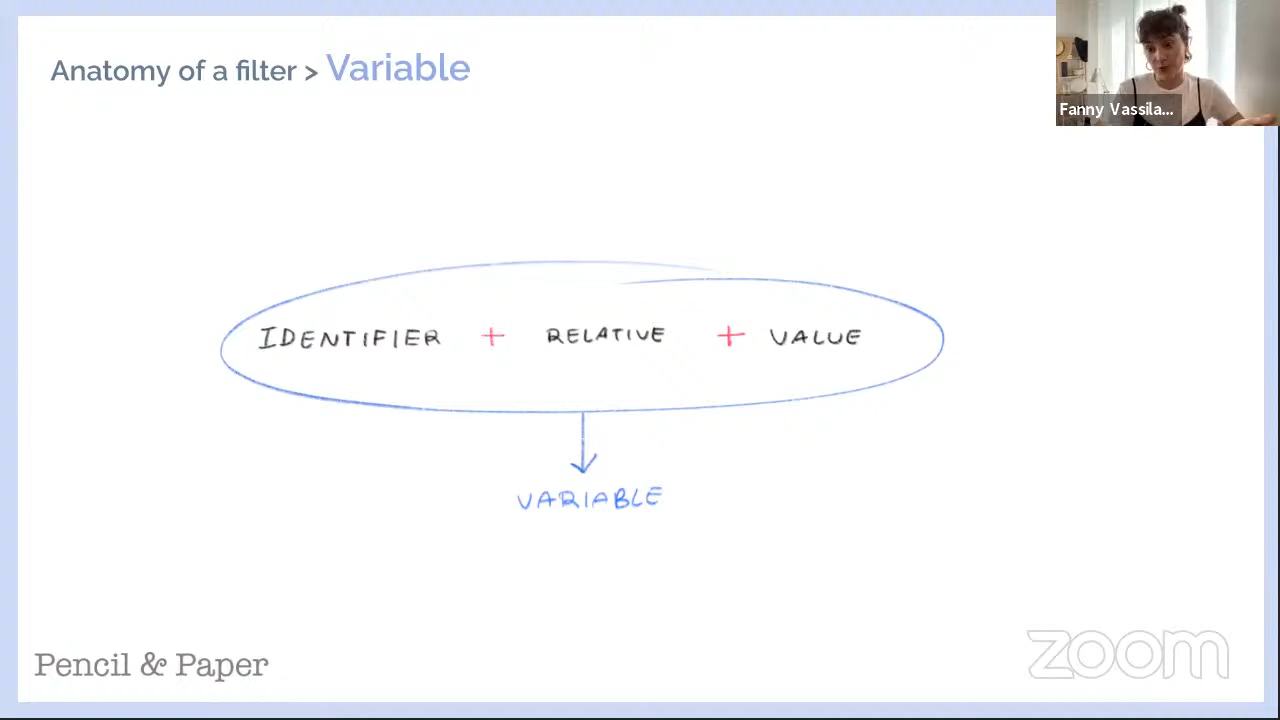 Anatomy of a filter > Variable
Fanny Vassila...
IDENTIFIER + RELATIVE + VALUE
VARIABLE
Pencil & Paper
zoom